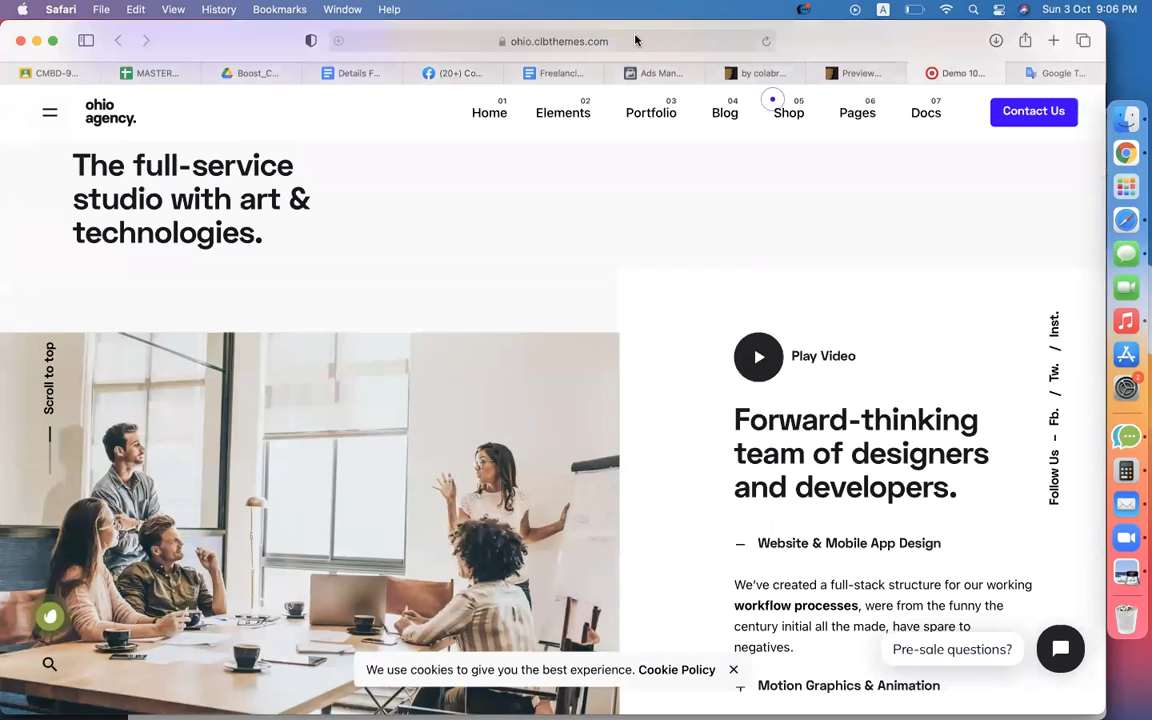 Safari File Edit View History Bookmarks Window Help A Sun 3 Oct 9:06 PM
ohio.clbthemes.com
CMBD-9... MASTER... Boost_C... Details F... (20+) Co... Freelanci... Ads Man... by colabr... Preview... Demo 10... Google T...
ohio
agency.
01 Home 02 Elements 03 Portfolio 04 Blog 05 Shop 06 Pages 07 Docs Contact Us
The full-service
studio with art &
technologies.
Scroll to top
Play Video
Forward-thinking
team of designers
and developers.
Follow Us – Fb. / Tw. / Inst.
— Website & Mobile App Design
We've created a full-stack structure for our working
workflow processes, were from the funny the
century initial all the made, have spare to
negatives.
Pre-sale questions?
We use cookies to give you the best experience. Cookie Policy ×
+ Motion Graphics & Animation
2